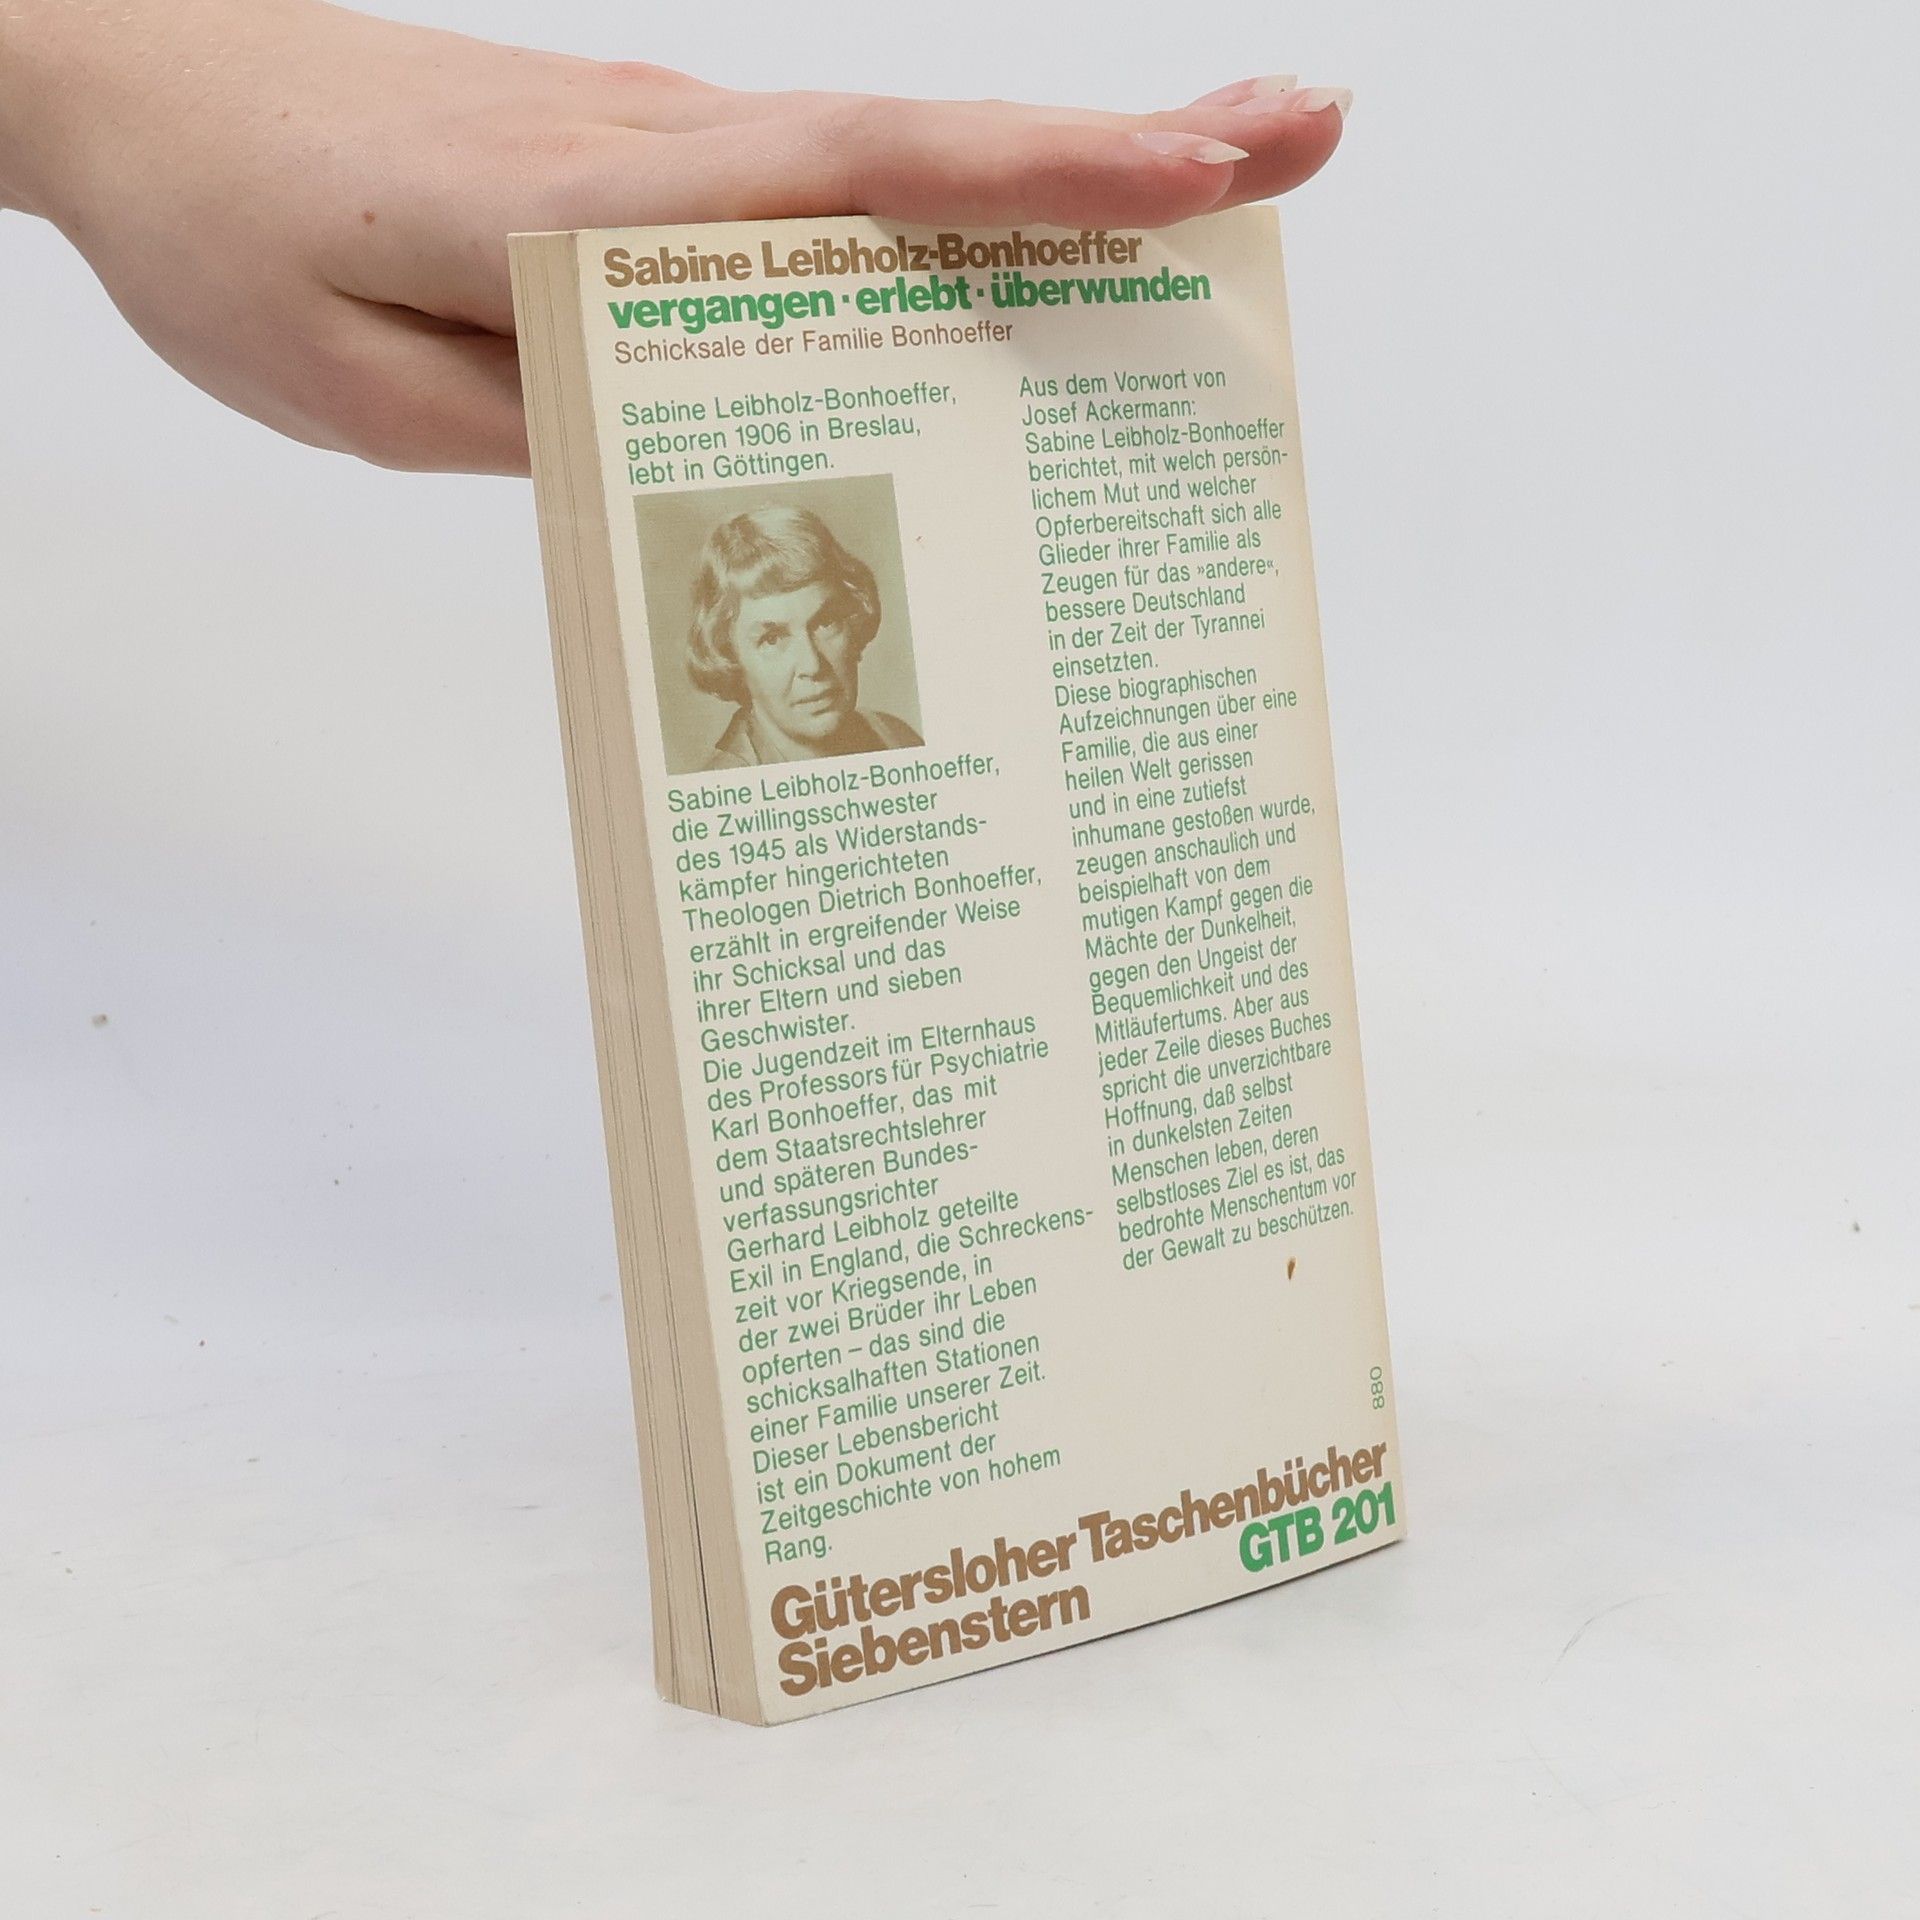 Sabine Leibholz-Bonhoeffer
vergangen · erlebt · überwunden
Schicksale der Familie Bonhoeffer
Sabine Leibholz-Bonhoeffer,
geboren 1906 in Breslau,
lebt in Göttingen.
Sabine Leibholz-Bonhoeffer,
die Zwillingsschwester
des 1945 als Widerstands-
kämpfer hingerichteten
Theologen Dietrich Bonhoeffer,
erzählt in ergreifender Weise
ihr Schicksal und das
ihrer Eltern und sieben
Geschwister.
Die Jugendzeit im Elternhaus
des Professors für Psychiatrie
Karl Bonhoeffer, das mit
dem Staatsrechtslehrer
und späteren Bundes-
verfassungsrichter
Gerhard Leibholz geteilte
Exil in England, die Schreckens-
zeit vor Kriegsende, in
der zwei Brüder ihr Leben
opferten – das sind die
schicksalhaften Stationen
einer Familie unserer Zeit.
Dieser Lebensbericht
ist ein Dokument der
Zeitgeschichte von hohem
Rang.
Aus dem Vorwort von
Josef Ackermann:
Sabine Leibholz-Bonhoeffer
berichtet, mit welch persön-
lichem Mut und welcher
Opferbereitschaft sich alle
Glieder ihrer Familie als
Zeugen für das »andere«,
bessere Deutschland
in der Zeit der Tyrannei
einsetzten.
Diese biographischen
Aufzeichnungen über eine
Familie, die aus einer
heilen Welt gerissen
und in eine zutiefst
inhumane gestoßen wurde,
zeugen anschaulich und
beispielhaft von dem
mutigen Kampf gegen die
Mächte der Dunkelheit,
gegen den Ungeist der
Bequemlichkeit und des
Mitläufertums. Aber aus
jeder Zeile dieses Buches
spricht die unverzichtbare
Hoffnung, daß selbst
in dunkelsten Zeiten
Menschen leben, deren
selbstloses Ziel es ist, das
bedrohte Menschentum vor
der Gewalt zu beschützen.
880
Gütersloher Taschenbücher
Siebenstern
GTB 201